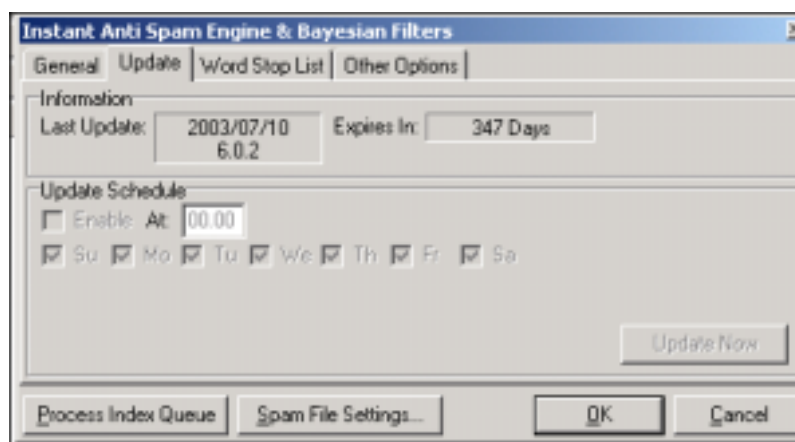 Instant Anti Spam Engine & Bayesian Filters
General Update Word Stop List Other Options
Information
Last Update: 2003/07/10 Expires In: 347 Days
6.0.2
Update Schedule
Enable At: 00.00
Su Mo Tu We Th Fr Sa
Update Now
Process Index Queue Spam File Settings... OK Cancel